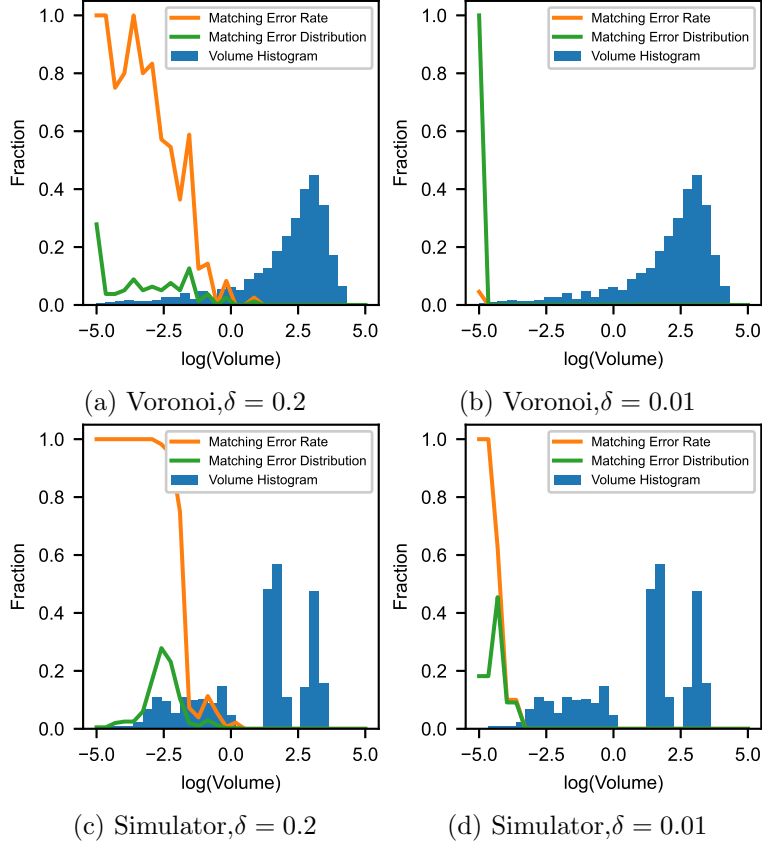 1.0
0.8
0.6
0.4
0.2
0.0
Fraction
Matching Error Rate
Matching Error Distribution
Volume Histogram
−5.0 −2.5 0.0 2.5 5.0
log(Volume)
(a) Voronoi,δ = 0.2
1.0
0.8
0.6
0.4
0.2
0.0
Fraction
Matching Error Rate
Matching Error Distribution
Volume Histogram
−5.0 −2.5 0.0 2.5 5.0
log(Volume)
(b) Voronoi,δ = 0.01
1.0
0.8
0.6
0.4
0.2
0.0
Fraction
Matching Error Rate
Matching Error Distribution
Volume Histogram
−5.0 −2.5 0.0 2.5 5.0
log(Volume)
(c) Simulator,δ = 0.2
1.0
0.8
0.6
0.4
0.2
0.0
Fraction
Matching Error Rate
Matching Error Distribution
Volume Histogram
−5.0 −2.5 0.0 2.5 5.0
log(Volume)
(d) Simulator,δ = 0.01